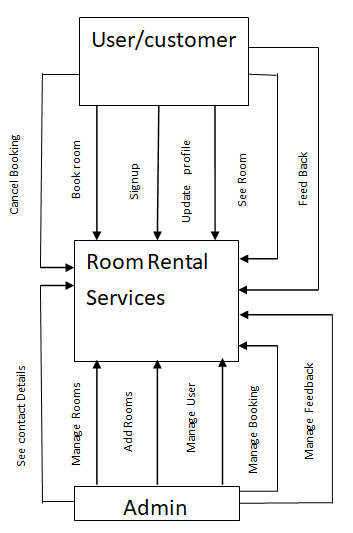 User/customer
Cancel Booking
Book room
Signup
Update profile
See Room
Feed Back
Room Rental
Services
See contact Details
Manage Rooms
Add Rooms
Manage User
Manage Booking
Manage Feedback
Admin